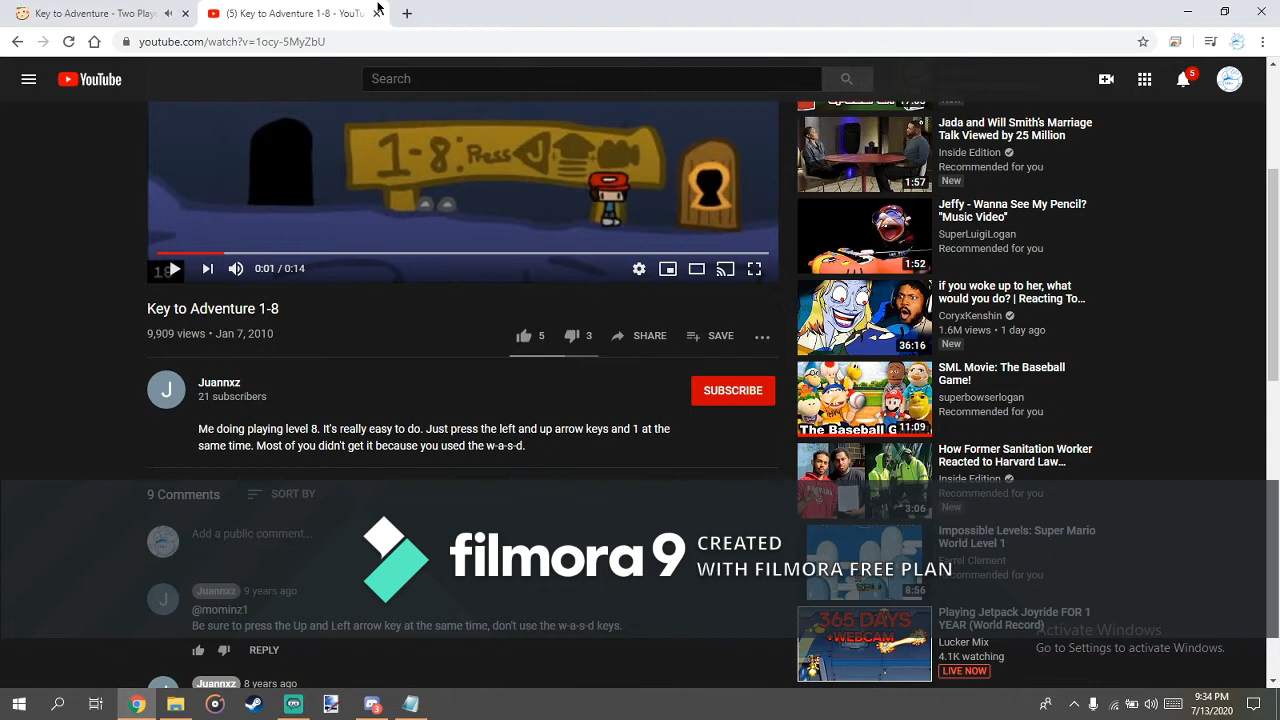 Key to Adventure - Two Play
(5) Key to Adventure 1-8 - YouTu
youtube.com/watch?v=1ocy-SMyZbU
YouTube
Search
5
1-8: Press
18
0:01 / 0:14
Key to Adventure 1-8
9,909 views • Jan 7, 2010
5
3
SHARE
SAVE
J
Juannxz
21 subscribers
SUBSCRIBE
Me doing playing level 8. It's really easy to do. Just press the left and up arrow keys and 1 at the
same time. Most of you didn't get it because you used the w-a-s-d.
9 Comments
SORT BY
Add a public comment...
J
Juannxz 9 years ago
@mominz1
Be sure to press the Up and Left arrow key at the same time, don't use the w-a-s-d keys.
REPLY
Juannxz
years ago
New
Jada and Will Smith's Marriage
Talk Viewed by 25 Million
Inside Edition
Recommended for you
New
1:57
Jeffy - Wanna See My Pencil?
"Music Video"
SuperLuigiLogan
Recommended for you
1:52
if you woke up to her, what
would you do? | Reacting To...
CoryxKenshin
1.6M views • 1 day ago
New
36:16
SML Movie: The Baseball
Game!
superbowserlogan
Recommended for you
11:09
The Baseball G
How Former Sanitation Worker
Reacted to Harvard Law...
Inside Edition
Recommended for you
New
3:06
Impossible Levels: Super Mario
World Level 1
Farrel Clement
Recommended for you
8:56
Playing Jetpack Joyride FOR 1
YEAR (World Record)
Lucker Mix
4.1K watching
LIVE NOW
365 DAYS
+WEBCAM
filmora9
CREATED
WITH FILMORA FREE PLAN
Activate Windows
Go to Settings to activate Windows.
3
9:34 PM
7/13/2020